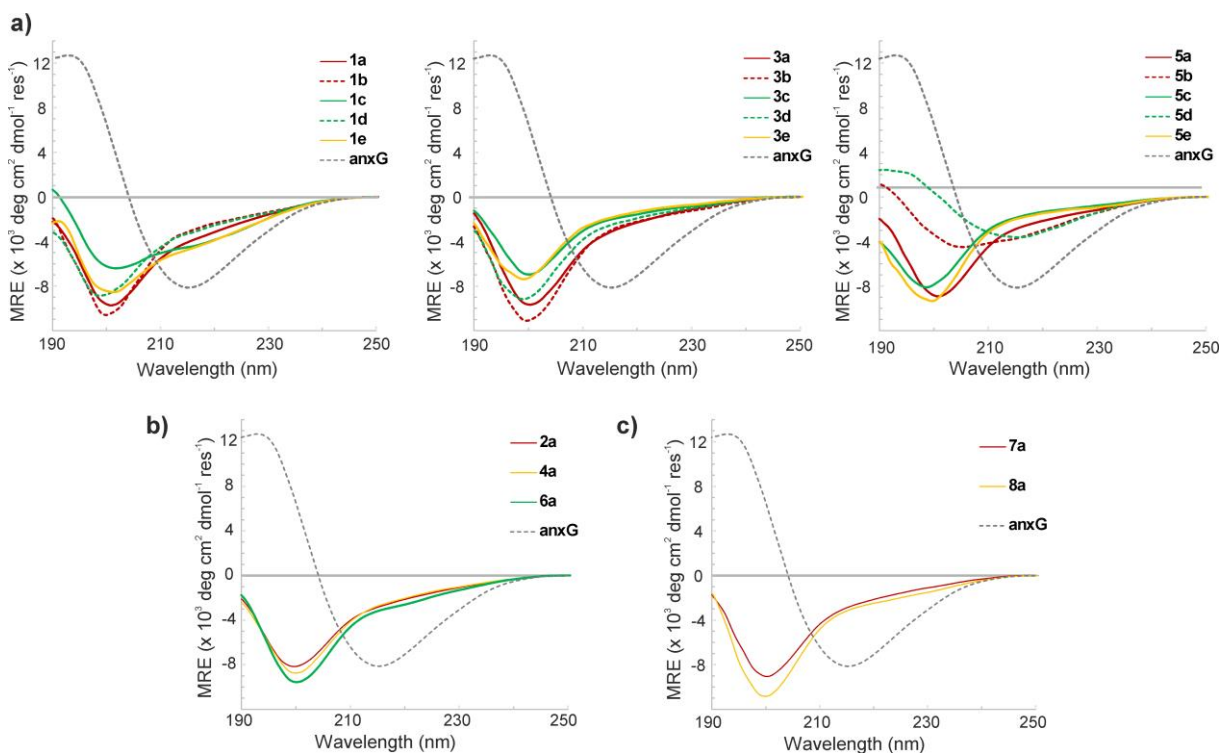 a)
MRE (x 10³ deg cm² dmol⁻¹ res⁻¹)
12
8
4
0
-4
-8
190
210
230
250
Wavelength (nm)
1a
1b
1c
1d
1e
anxG
MRE (x 10³ deg cm² dmol⁻¹ res⁻¹)
12
8
4
0
-4
-8
190
210
230
250
Wavelength (nm)
3a
3b
3c
3d
3e
anxG
MRE (x 10³ deg cm² dmol⁻¹ res⁻¹)
12
8
4
0
-4
-8
190
210
230
250
Wavelength (nm)
5a
5b
5c
5d
5e
anxG
b)
MRE (x 10³ deg cm² dmol⁻¹ res⁻¹)
12
8
4
0
-4
-8
190
210
230
250
Wavelength (nm)
2a
4a
6a
anxG
c)
MRE (x 10³ deg cm² dmol⁻¹ res⁻¹)
12
8
4
0
-4
-8
190
210
230
250
Wavelength (nm)
7a
8a
anxG